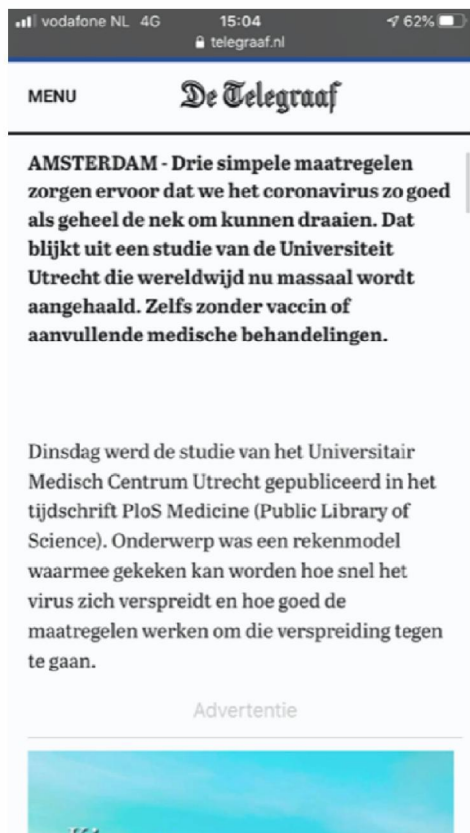 vodafone NL 4G 15:04 62%
telegraaf.nl
MENU De Telegraaf
AMSTERDAM - Drie simpele maatregelen
zorgen ervoor dat we het coronavirus zo goed
als geheel de nek om kunnen draaien. Dat
blijkt uit een studie van de Universiteit
Utrecht die wereldwijd nu massaal wordt
aangehaald. Zelfs zonder vaccin of
aanvullende medische behandelingen.
Dinsdag werd de studie van het Universitair
Medisch Centrum Utrecht gepubliceerd in het
tijdschrift PloS Medicine (Public Library of
Science). Onderwerp was een rekenmodel
waarmee gekeken kan worden hoe snel het
virus zich verspreidt en hoe goed de
maatregelen werken om die verspreiding tegen
te gaan.
Advertentie